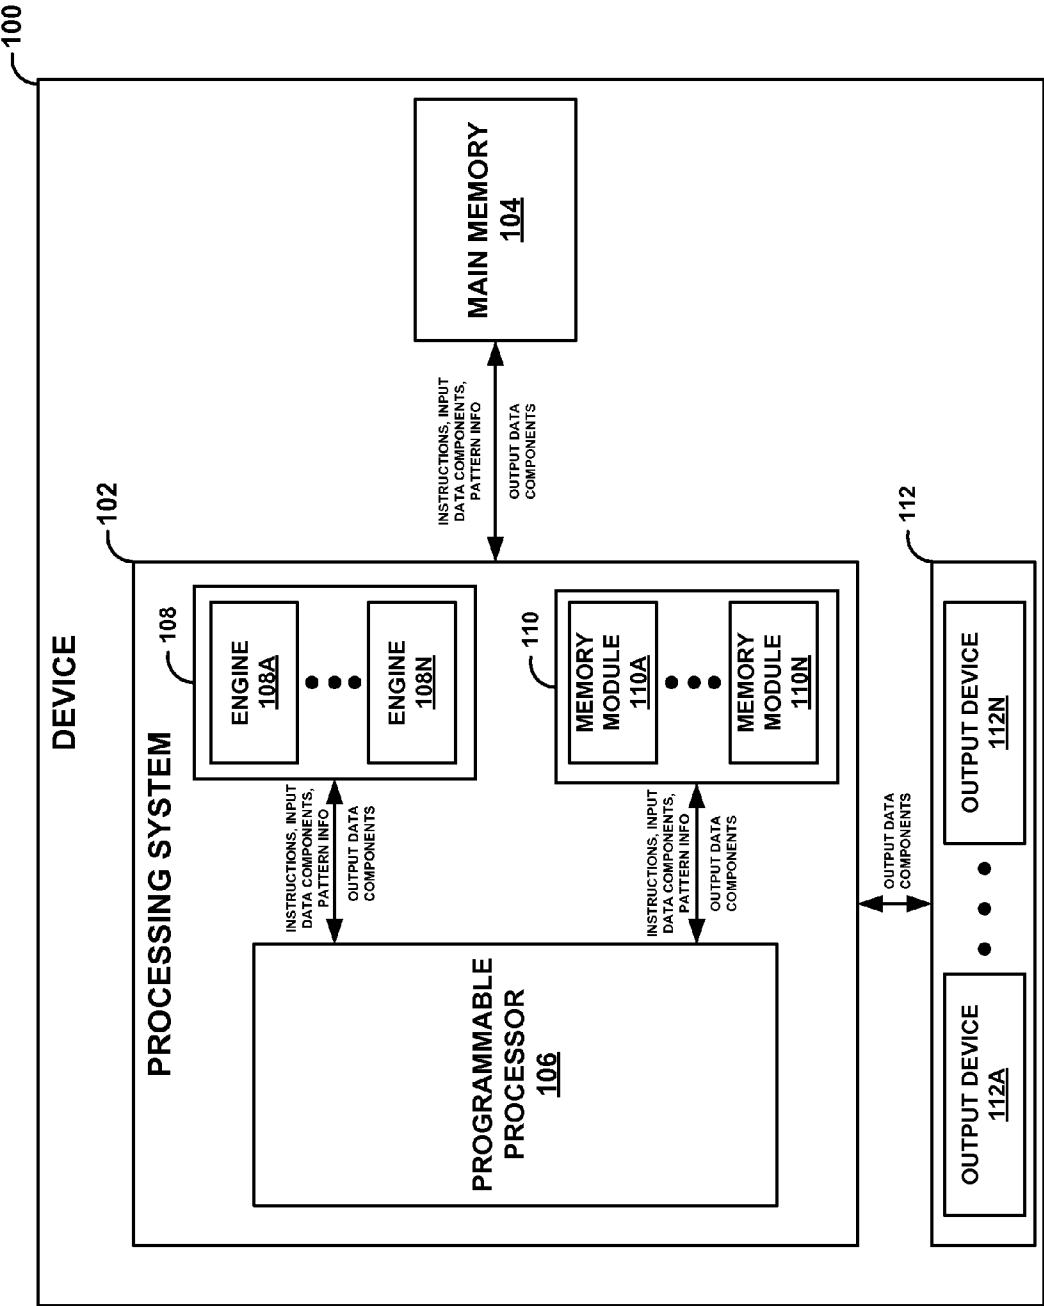 100
DEVICE
102
PROCESSING SYSTEM
PROGRAMMABLE
PROCESSOR
106
INSTRUCTIONS, INPUT
DATA COMPONENTS,
PATTERN INFO
OUTPUT DATA
COMPONENTS
108
ENGINE
108A
ENGINE
108N
INSTRUCTIONS, INPUT
DATA COMPONENTS,
PATTERN INFO
OUTPUT DATA
COMPONENTS
110
MEMORY
MODULE
110A
MEMORY
MODULE
110N
INSTRUCTIONS, INPUT
DATA COMPONENTS,
PATTERN INFO
OUTPUT DATA
COMPONENTS
MAIN MEMORY
104
OUTPUT DATA
COMPONENTS
112
OUTPUT DEVICE
112A
OUTPUT DEVICE
112N